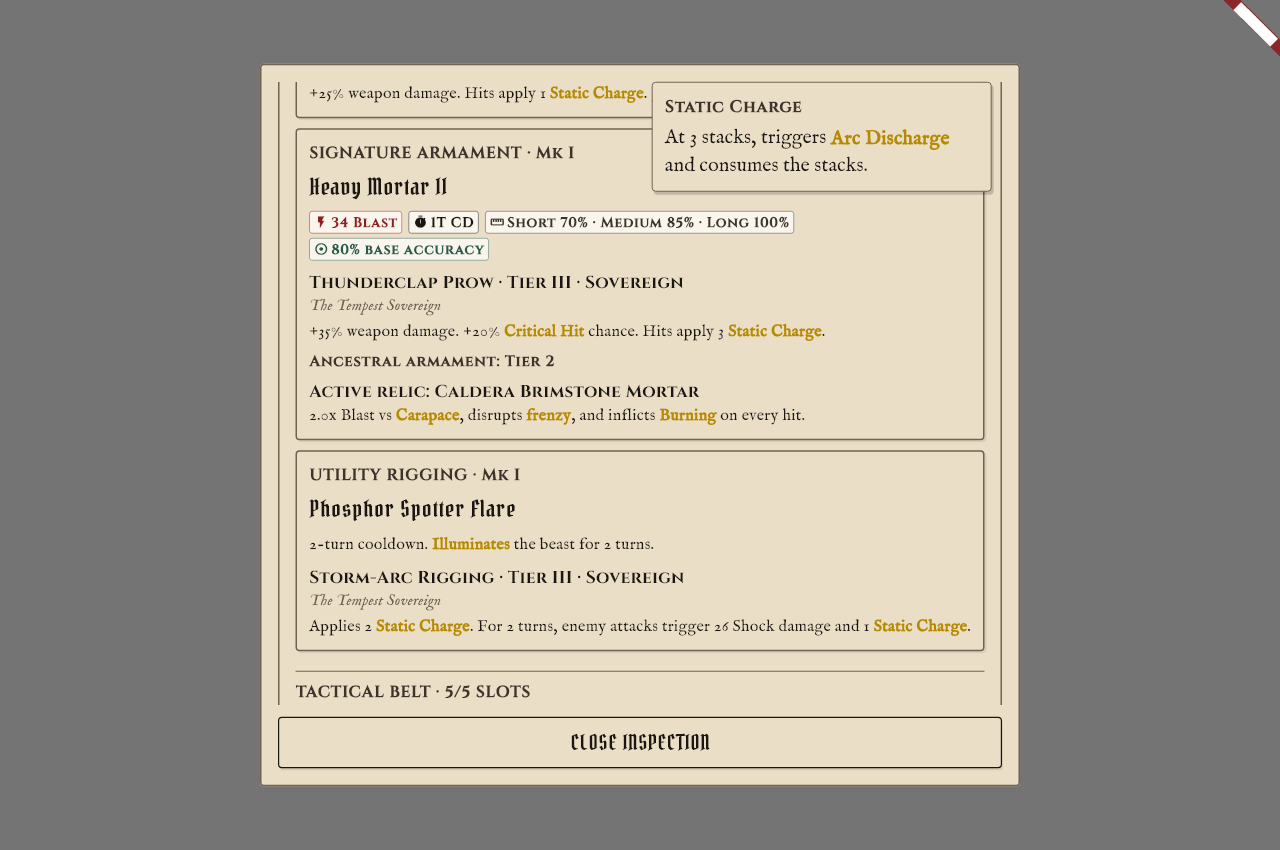 +25% weapon damage. Hits apply 1 Static Charge.
STATIC CHARGE
At 3 stacks, triggers Arc Discharge
and consumes the stacks.
SIGNATURE ARMAMENT · Mk I
Heavy Mortar II
34 Blast
1T CD
Short 70% · Medium 85% · Long 100%
80% base accuracy
Thunderclap Prow · Tier III · Sovereign
The Tempest Sovereign
+35% weapon damage. +20% Critical Hit chance. Hits apply 3 Static Charge.
Ancestral armament: Tier 2
Active relic: Caldera Brimstone Mortar
2.0x Blast vs Carapace, disrupts frenzy, and inflicts Burning on every hit.
UTILITY RIGGING · Mk I
Phosphor Spotter Flare
2-turn cooldown. Illuminates the beast for 2 turns.
Storm-Arc Rigging · Tier III · Sovereign
The Tempest Sovereign
Applies 2 Static Charge. For 2 turns, enemy attacks trigger 26 Shock damage and 1 Static Charge.
TACTICAL BELT · 5/5 SLOTS
CLOSE INSPECTION